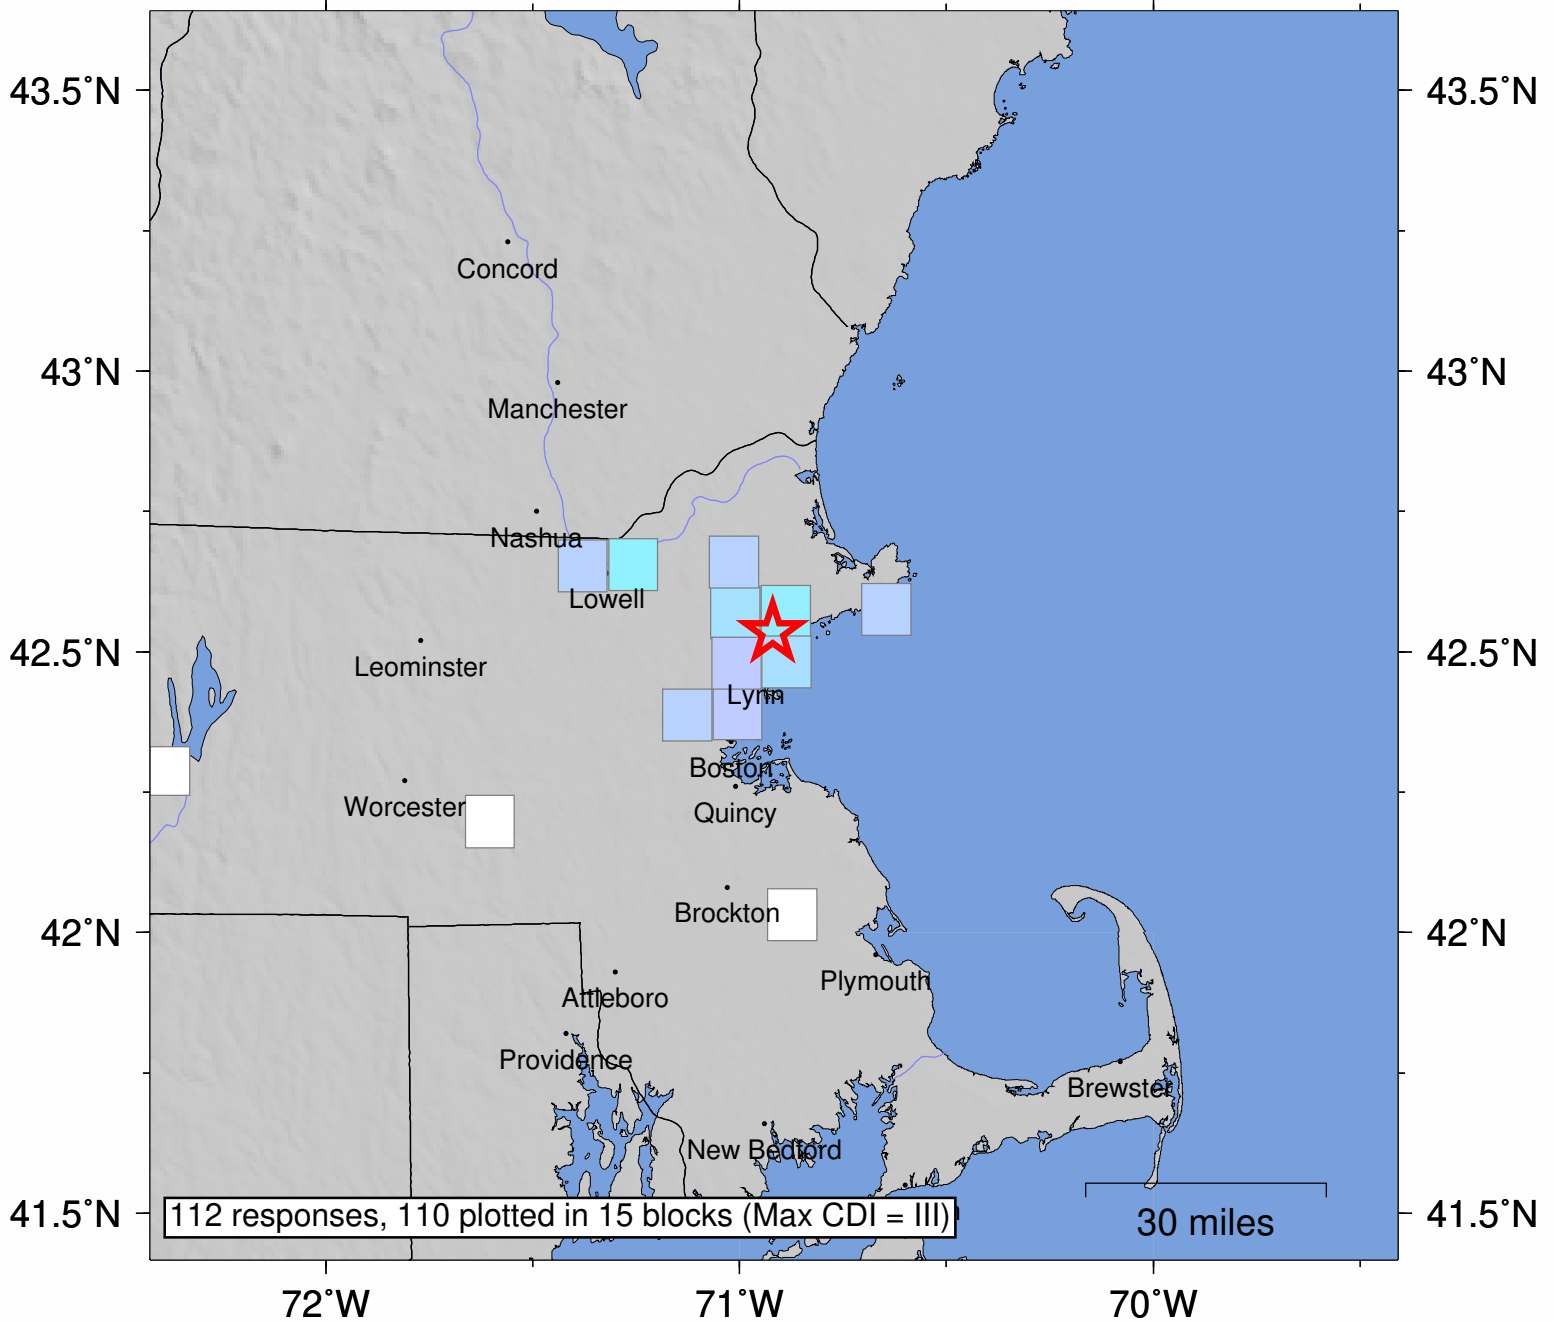 43.5°N 43.5°N
Concord
43°N 43°N
Manchester
Nashua
Lowell
42.5°N 42.5°N
Leominster
Lynn
Boston
Worcester
Quincy
Brockton
42°N 42°N
Plymouth
Attleboro
Providence
Brewster
New Bedford
41.5°N 41.5°N
112 responses, 110 plotted in 15 blocks (Max CDI = III)
30 miles
72°W 71°W 70°W